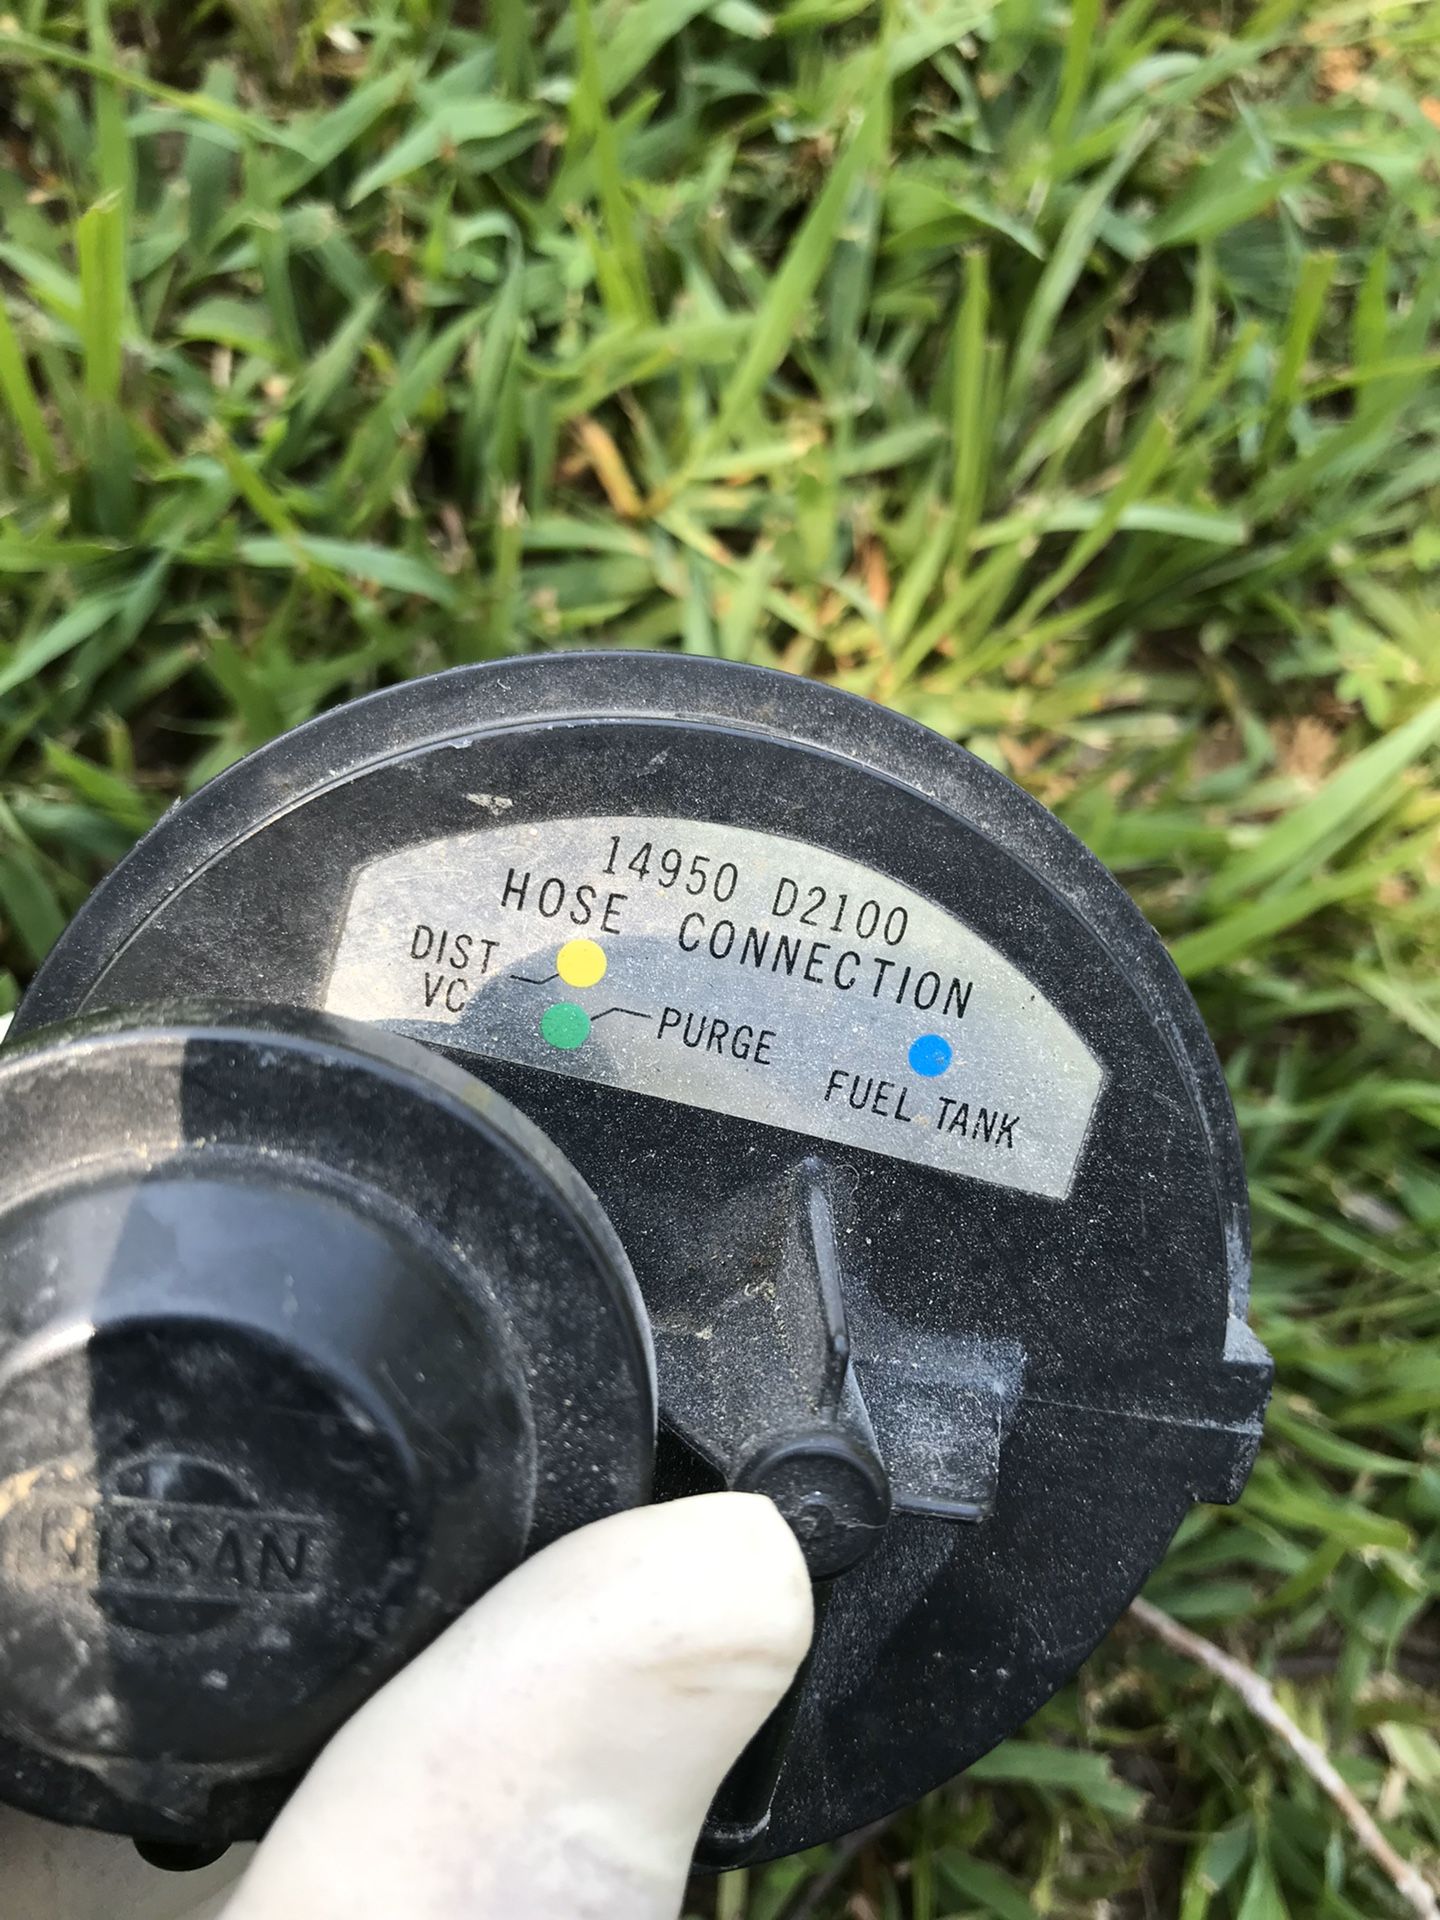 14950 D2100
HOSE CONNECTION
DIST
VC
PURGE
FUEL TANK
NISSAN